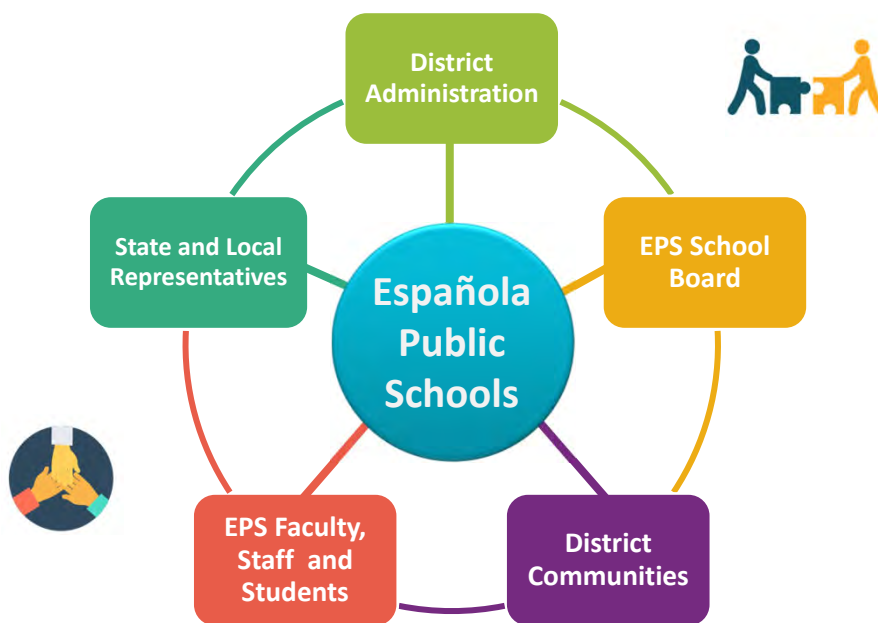 District
Administration
State and Local
Representatives
EPS School
Board
Española
Public
Schools
EPS Faculty,
Staff and
Students
District
Communities